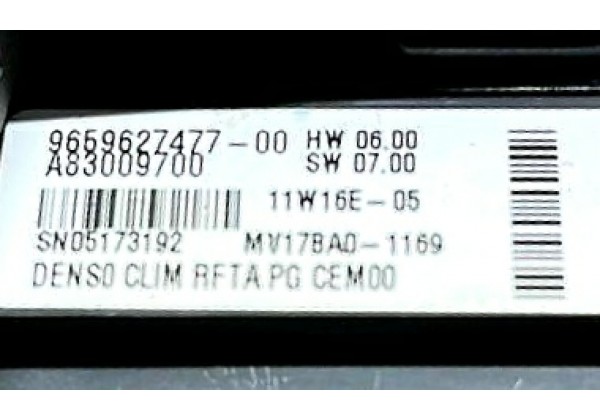 9659627477-00 HW 06.00
A83009700 SW 07.00
11W16E-05
SN05173192 MV17BA0-1169
DENSO CLIM RFTA PG CEM00